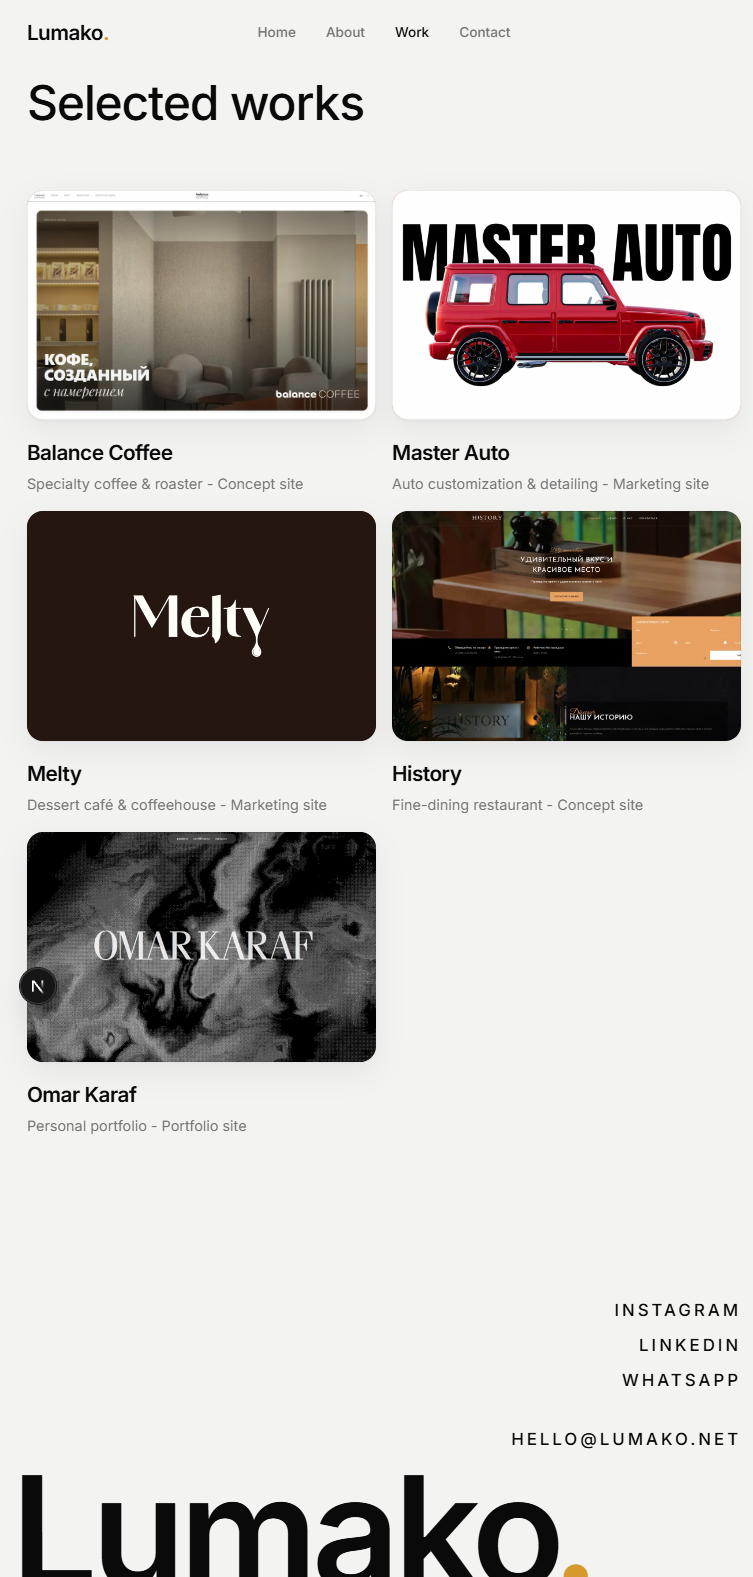 Lumako.
Home About Work Contact
Selected works
balance
КОФЕ,
СОЗДАННЫЙ
с намерением
balance COFFEE
MASTER AUTO
Balance Coffee
Specialty coffee & roaster - Concept site
Master Auto
Auto customization & detailing - Marketing site
Melty
HISTORY
УДИВИТЕЛЬНЫЙ ВКУС И
КРАСИВОЕ МЕСТО
HISTORY
Discover
НАШУ ИСТОРИЮ
Melty
Dessert café & coffeehouse - Marketing site
History
Fine-dining restaurant - Concept site
OMAR KARAF
N
Omar Karaf
Personal portfolio - Portfolio site
INSTAGRAM
LINKEDIN
WHATSAPP
HELLO@LUMAKO.NET
Lumako.